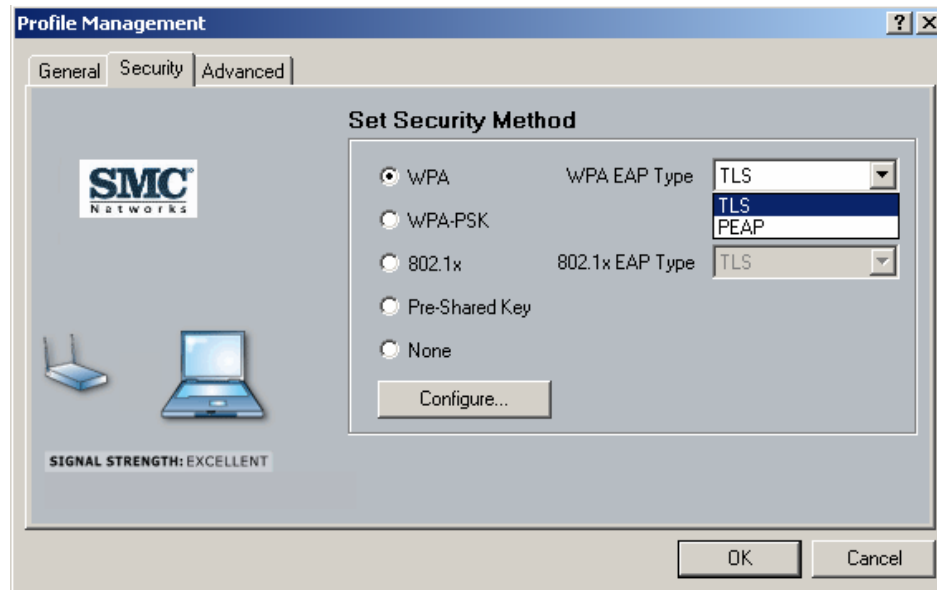 Profile Management
General Security Advanced
Set Security Method
SMC
Networks
WPA WPA EAP Type TLS
TLS
PEAP
WPA-PSK
802.1x 802.1x EAP Type TLS
Pre-Shared Key
None
Configure...
SIGNAL STRENGTH: EXCELLENT
OK Cancel